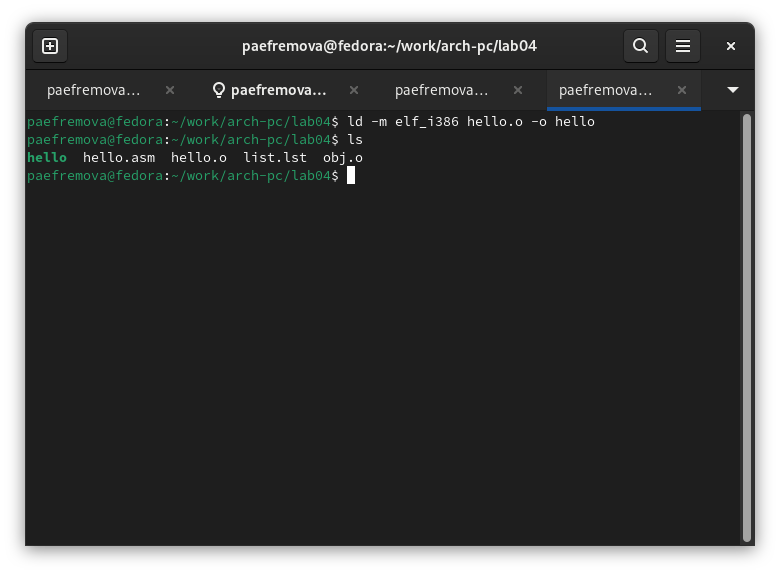 paefremova@fedora:~/work/arch-pc/lab04
paefremova... paefremova... paefremova... paefremova...
paefremova@fedora:~/work/arch-pc/lab04$ ld -m elf_i386 hello.o -o hello
paefremova@fedora:~/work/arch-pc/lab04$ ls
hello  hello.asm  hello.o  list.lst  obj.o
paefremova@fedora:~/work/arch-pc/lab04$